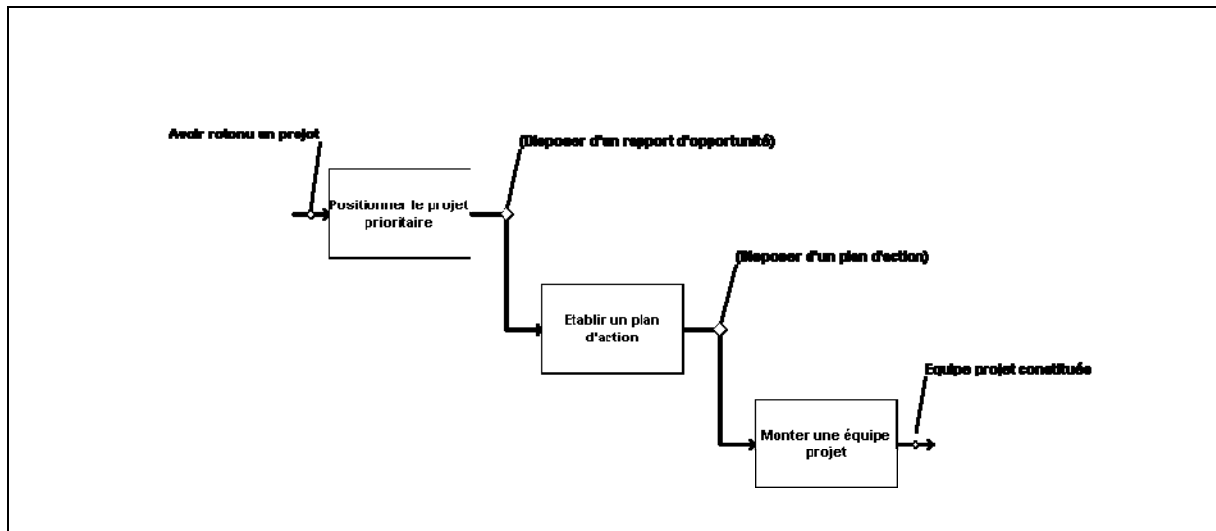 Avoir rotonu un projet
(Disposer d'un rapport d'opportunité)
Positionner le projet
prioritaire
(Disposer d'un plan d'action)
Etablir un plan
d'action
Equipe projet constituée
Monter une équipe
projet